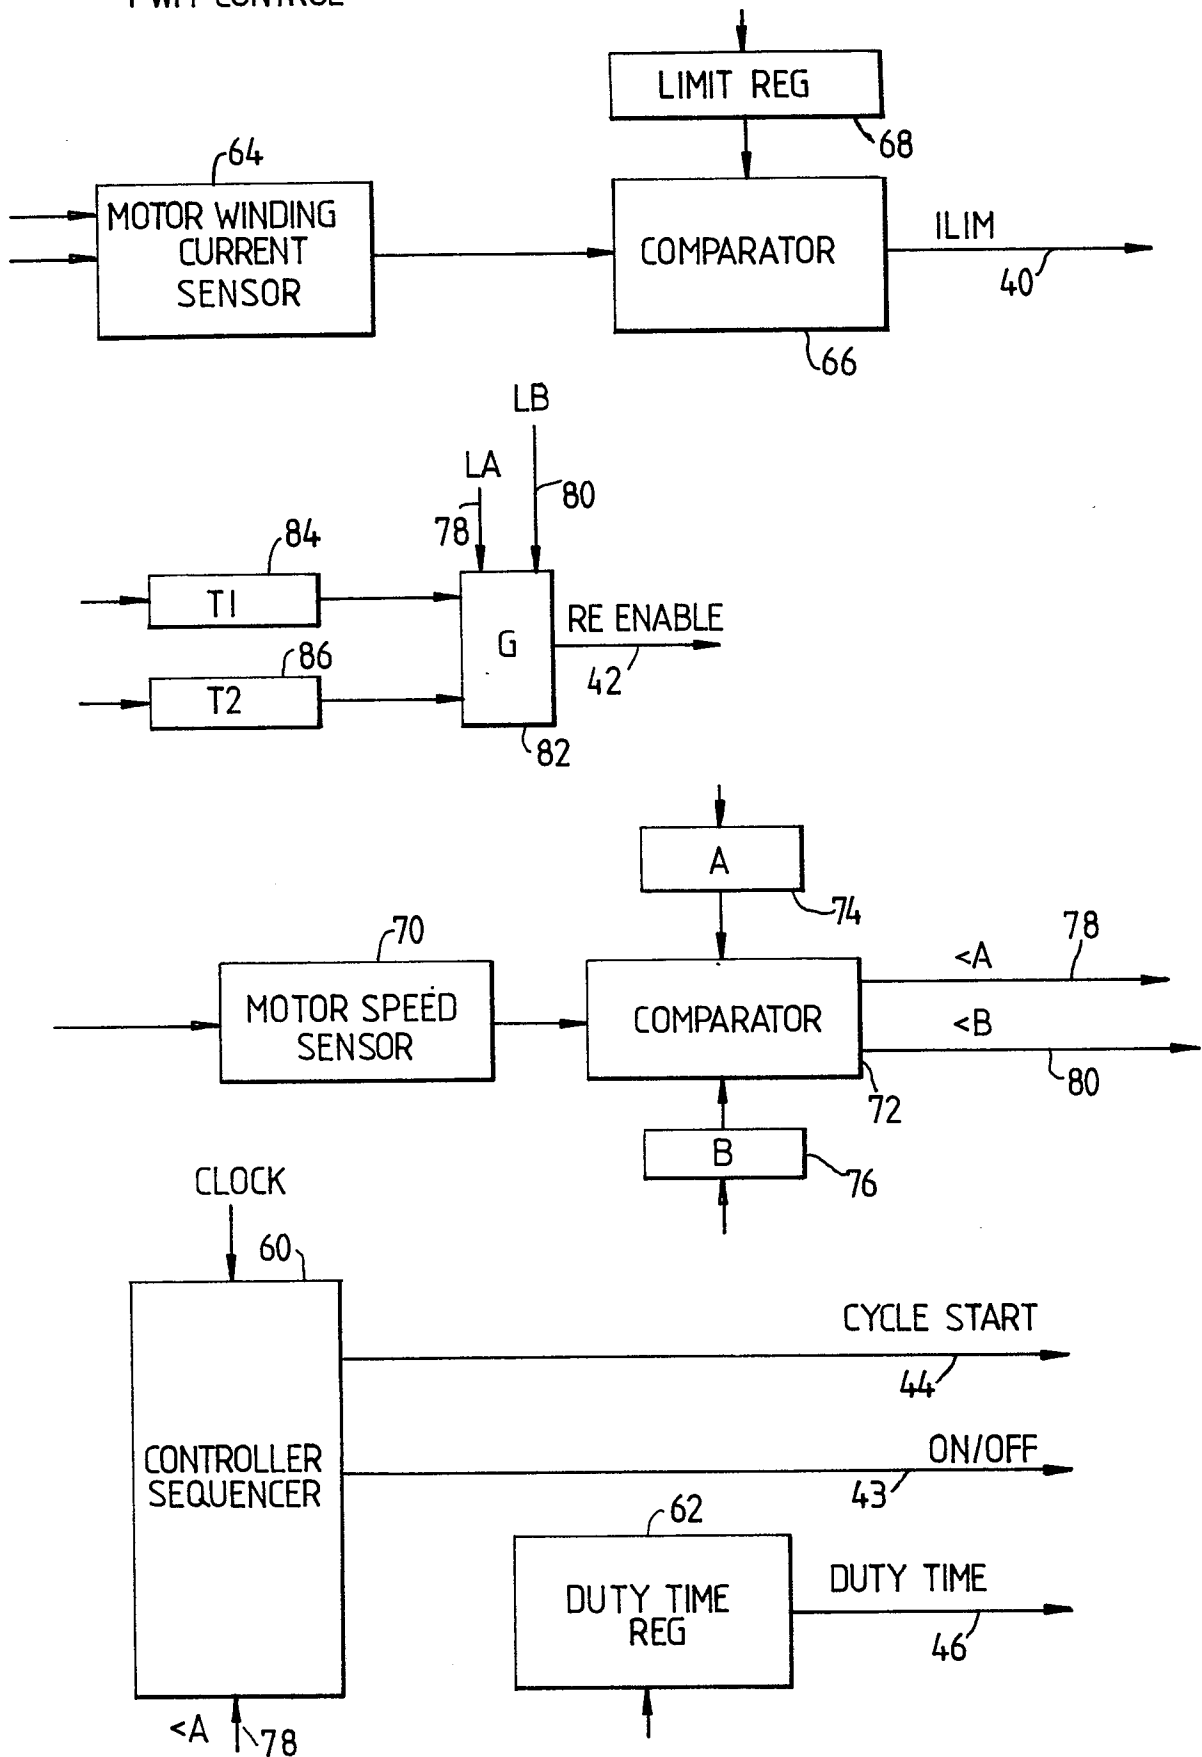 PWM CONTROL
LIMIT REG
68
64
MOTOR WINDING
CURRENT
SENSOR
COMPARATOR
ILIM
40
66
LB
LA
80
78
84
T1
G
RE ENABLE
42
86
T2
82
A
74
70
MOTOR SPEED
SENSOR
COMPARATOR
<A
78
<B
80
72
B
76
CLOCK
60
CYCLE START
44
CONTROLLER
SEQUENCER
ON/OFF
43
62
DUTY TIME
REG
DUTY TIME
46
<A
78